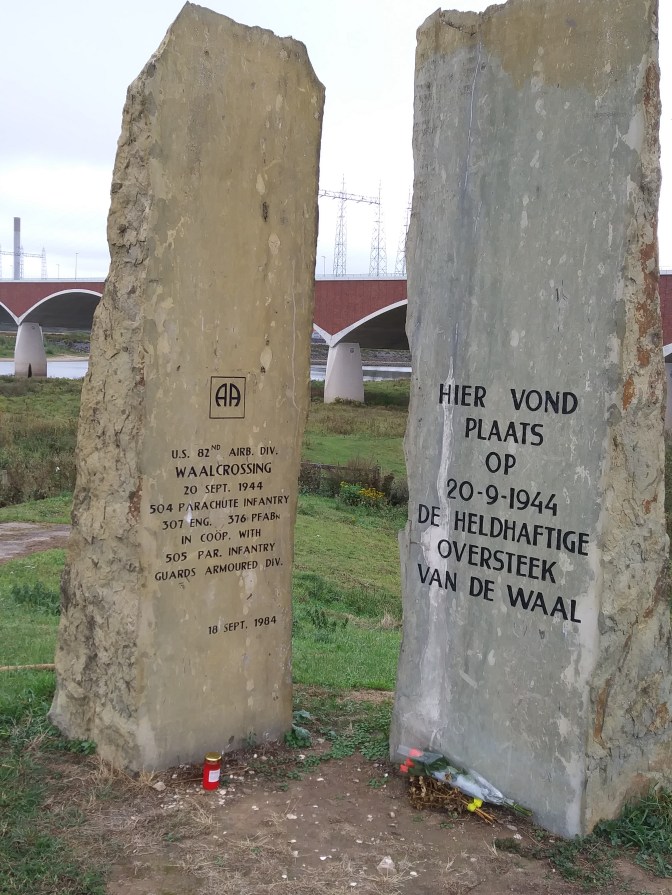 AA
U.S. 82ND AIRB. DIV.
WAALCROSSING
20 SEPT. 1944
504 PARACHUTE INFANTRY
307 ENG. 376 PFABN
IN COÖP. WITH
505 PAR. INFANTRY
GUARDS ARMOURED DIV.
18 SEPT. 1984
HIER VOND
PLAATS
OP
20-9-1944
DE HELDHAFTIGE
OVERSTEEK
VAN DE WAAL